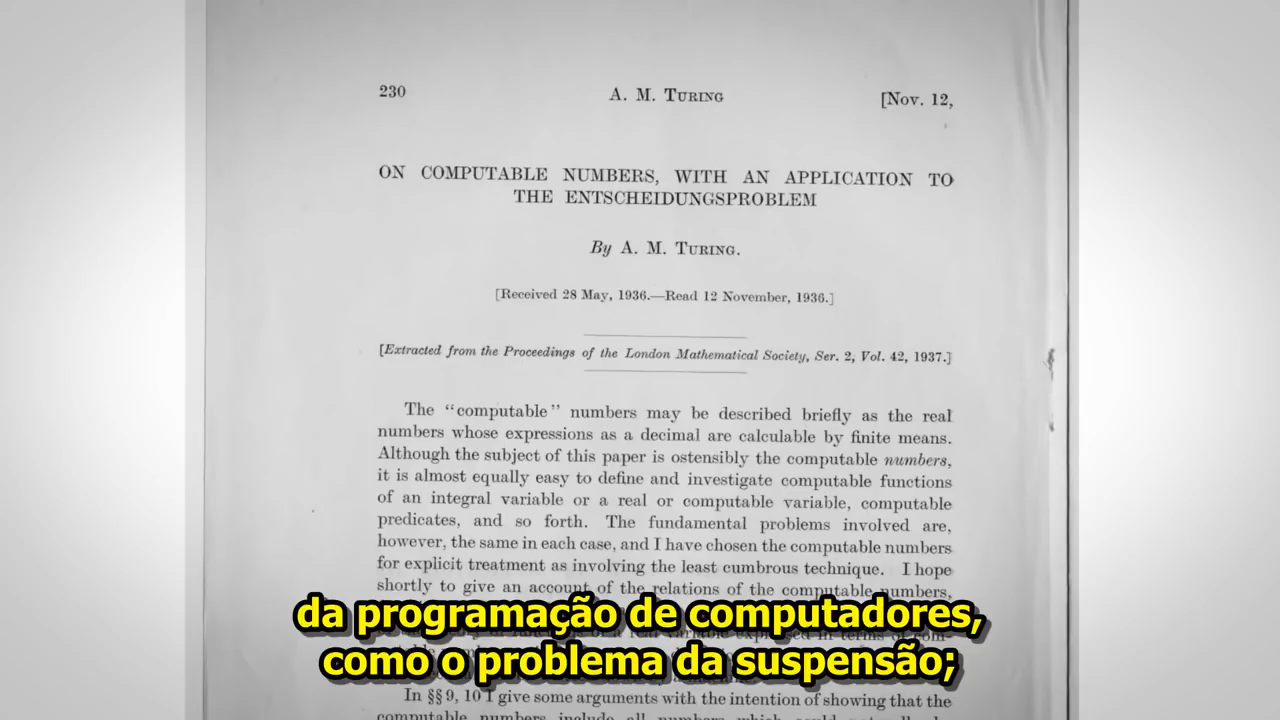 230 A. M. TURING [Nov. 12,
ON COMPUTABLE NUMBERS, WITH AN APPLICATION TO
THE ENTSCHEIDUNGSPROBLEM
By A. M. TURING.
[Received 28 May, 1936.—Read 12 November, 1936.]
[Extracted from the Proceedings of the London Mathematical Society, Ser. 2, Vol. 42, 1937.]
The “computable” numbers may be described briefly as the real
numbers whose expressions as a decimal are calculable by finite means.
Although the subject of this paper is ostensibly the computable numbers,
it is almost equally easy to define and investigate computable functions
of an integral variable or a real or computable variable, computable
predicates, and so forth. The fundamental problems involved are,
however, the same in each case, and I have chosen the computable numbers
for explicit treatment as involving the least cumbrous technique. I hope
shortly to give an account of the relations of the computable numbers,
da programação de computadores,
como o problema da suspensão;
In §§ 9, 10 I give some arguments with the intention of showing that the
computable numbers include all numbers which could